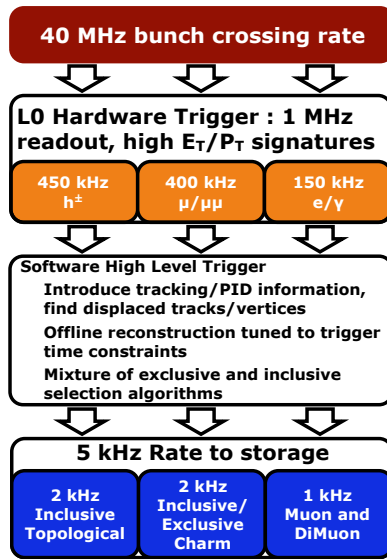 40 MHz bunch crossing rate
L0 Hardware Trigger : 1 MHz
readout, high E_T/P_T signatures
450 kHz
h±
400 kHz
μ/μμ
150 kHz
e/γ
Software High Level Trigger
Introduce tracking/PID information,
find displaced tracks/vertices
Offline reconstruction tuned to trigger
time constraints
Mixture of exclusive and inclusive
selection algorithms
5 kHz Rate to storage
2 kHz
Inclusive
Topological
2 kHz
Inclusive/
Exclusive
Charm
1 kHz
Muon and
DiMuon